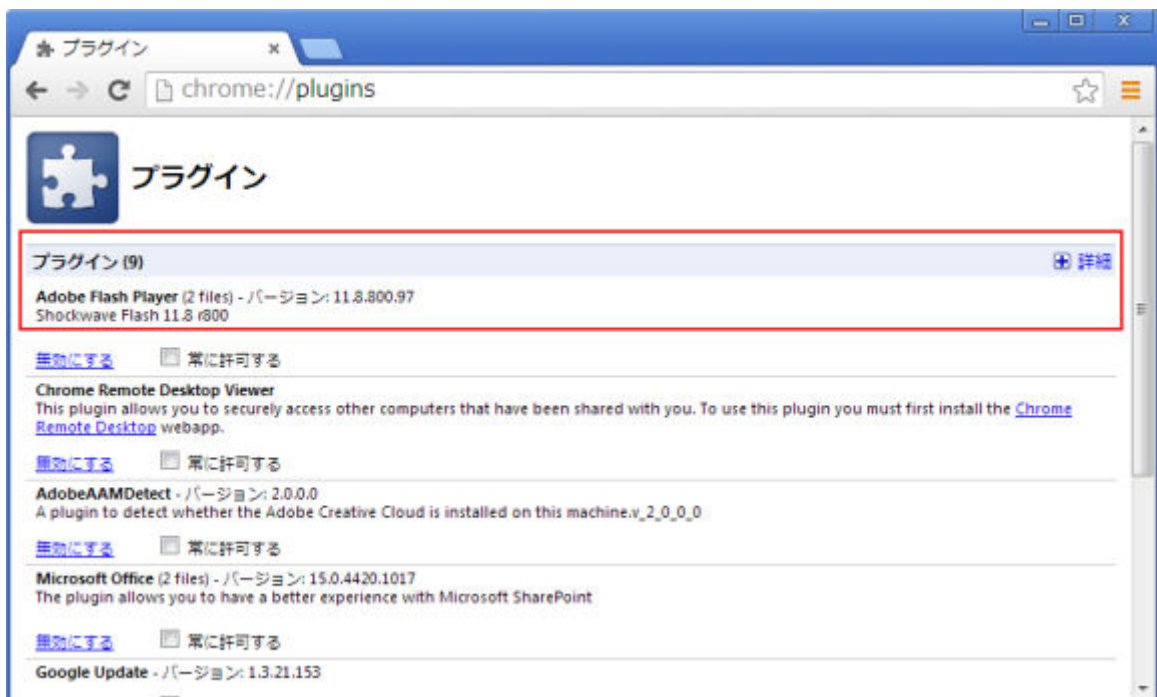 プラグイン
chrome://plugins
プラグイン
プラグイン (9) 詳細
Adobe Flash Player (2 files) - バージョン: 11.8.800.97
Shockwave Flash 11.8 r800
無効にする 常に許可する
Chrome Remote Desktop Viewer
This plugin allows you to securely access other computers that have been shared with you. To use this plugin you must first install the Chrome
Remote Desktop webapp.
無効にする 常に許可する
AdobeAAMDetect - バージョン: 2.0.0.0
A plugin to detect whether the Adobe Creative Cloud is installed on this machine.v_2_0_0_0
無効にする 常に許可する
Microsoft Office (2 files) - バージョン: 15.0.4420.1017
The plugin allows you to have a better experience with Microsoft SharePoint
無効にする 常に許可する
Google Update - バージョン: 1.3.21.153